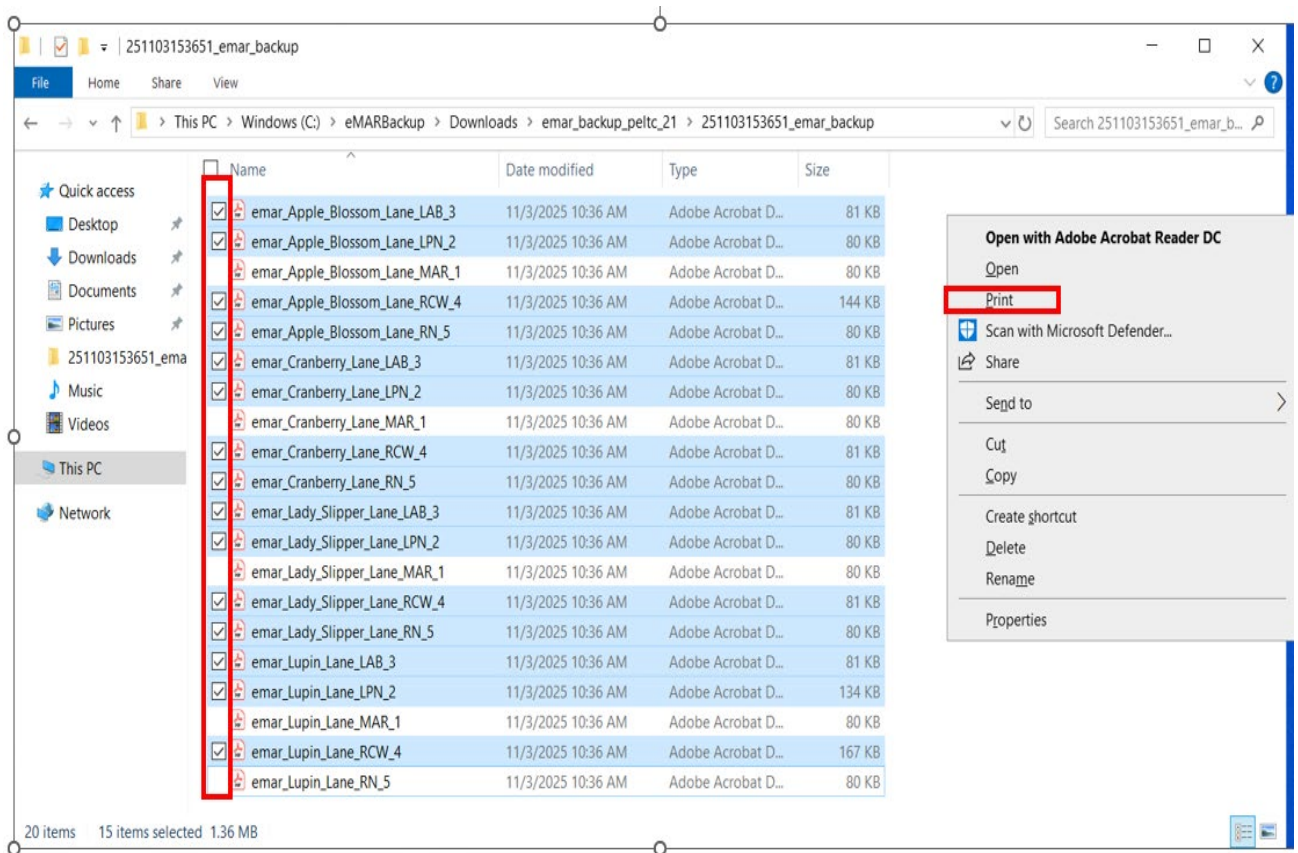 251103153651_emar_backup
File Home Share View
This PC > Windows (C:) > eMARBackup > Downloads > emar_backup_peltc_21 > 251103153651_emar_backup
Search 251103153651_emar_b...
Name Date modified Type Size
Quick access
Desktop
Downloads
Documents
Pictures
251103153651_ema
Music
Videos
This PC
Network
emar_Apple_Blossom_Lane_LAB_3 11/3/2025 10:36 AM Adobe Acrobat D... 81 KB
emar_Apple_Blossom_Lane_LPN_2 11/3/2025 10:36 AM Adobe Acrobat D... 80 KB
emar_Apple_Blossom_Lane_MAR_1 11/3/2025 10:36 AM Adobe Acrobat D... 80 KB
emar_Apple_Blossom_Lane_RCW_4 11/3/2025 10:36 AM Adobe Acrobat D... 144 KB
emar_Apple_Blossom_Lane_RN_5 11/3/2025 10:36 AM Adobe Acrobat D... 80 KB
emar_Cranberry_Lane_LAB_3 11/3/2025 10:36 AM Adobe Acrobat D... 81 KB
emar_Cranberry_Lane_LPN_2 11/3/2025 10:36 AM Adobe Acrobat D... 80 KB
emar_Cranberry_Lane_MAR_1 11/3/2025 10:36 AM Adobe Acrobat D... 80 KB
emar_Cranberry_Lane_RCW_4 11/3/2025 10:36 AM Adobe Acrobat D... 81 KB
emar_Cranberry_Lane_RN_5 11/3/2025 10:36 AM Adobe Acrobat D... 80 KB
emar_Lady_Slipper_Lane_LAB_3 11/3/2025 10:36 AM Adobe Acrobat D... 81 KB
emar_Lady_Slipper_Lane_LPN_2 11/3/2025 10:36 AM Adobe Acrobat D... 80 KB
emar_Lady_Slipper_Lane_MAR_1 11/3/2025 10:36 AM Adobe Acrobat D... 80 KB
emar_Lady_Slipper_Lane_RCW_4 11/3/2025 10:36 AM Adobe Acrobat D... 81 KB
emar_Lady_Slipper_Lane_RN_5 11/3/2025 10:36 AM Adobe Acrobat D... 80 KB
emar_Lupin_Lane_LAB_3 11/3/2025 10:36 AM Adobe Acrobat D... 81 KB
emar_Lupin_Lane_LPN_2 11/3/2025 10:36 AM Adobe Acrobat D... 134 KB
emar_Lupin_Lane_MAR_1 11/3/2025 10:36 AM Adobe Acrobat D... 80 KB
emar_Lupin_Lane_RCW_4 11/3/2025 10:36 AM Adobe Acrobat D... 167 KB
emar_Lupin_Lane_RN_5 11/3/2025 10:36 AM Adobe Acrobat D... 80 KB
Open with Adobe Acrobat Reader DC
Open
Print
Scan with Microsoft Defender...
Share
Send to
Cut
Copy
Create shortcut
Delete
Rename
Properties
20 items 15 items selected 1.36 MB